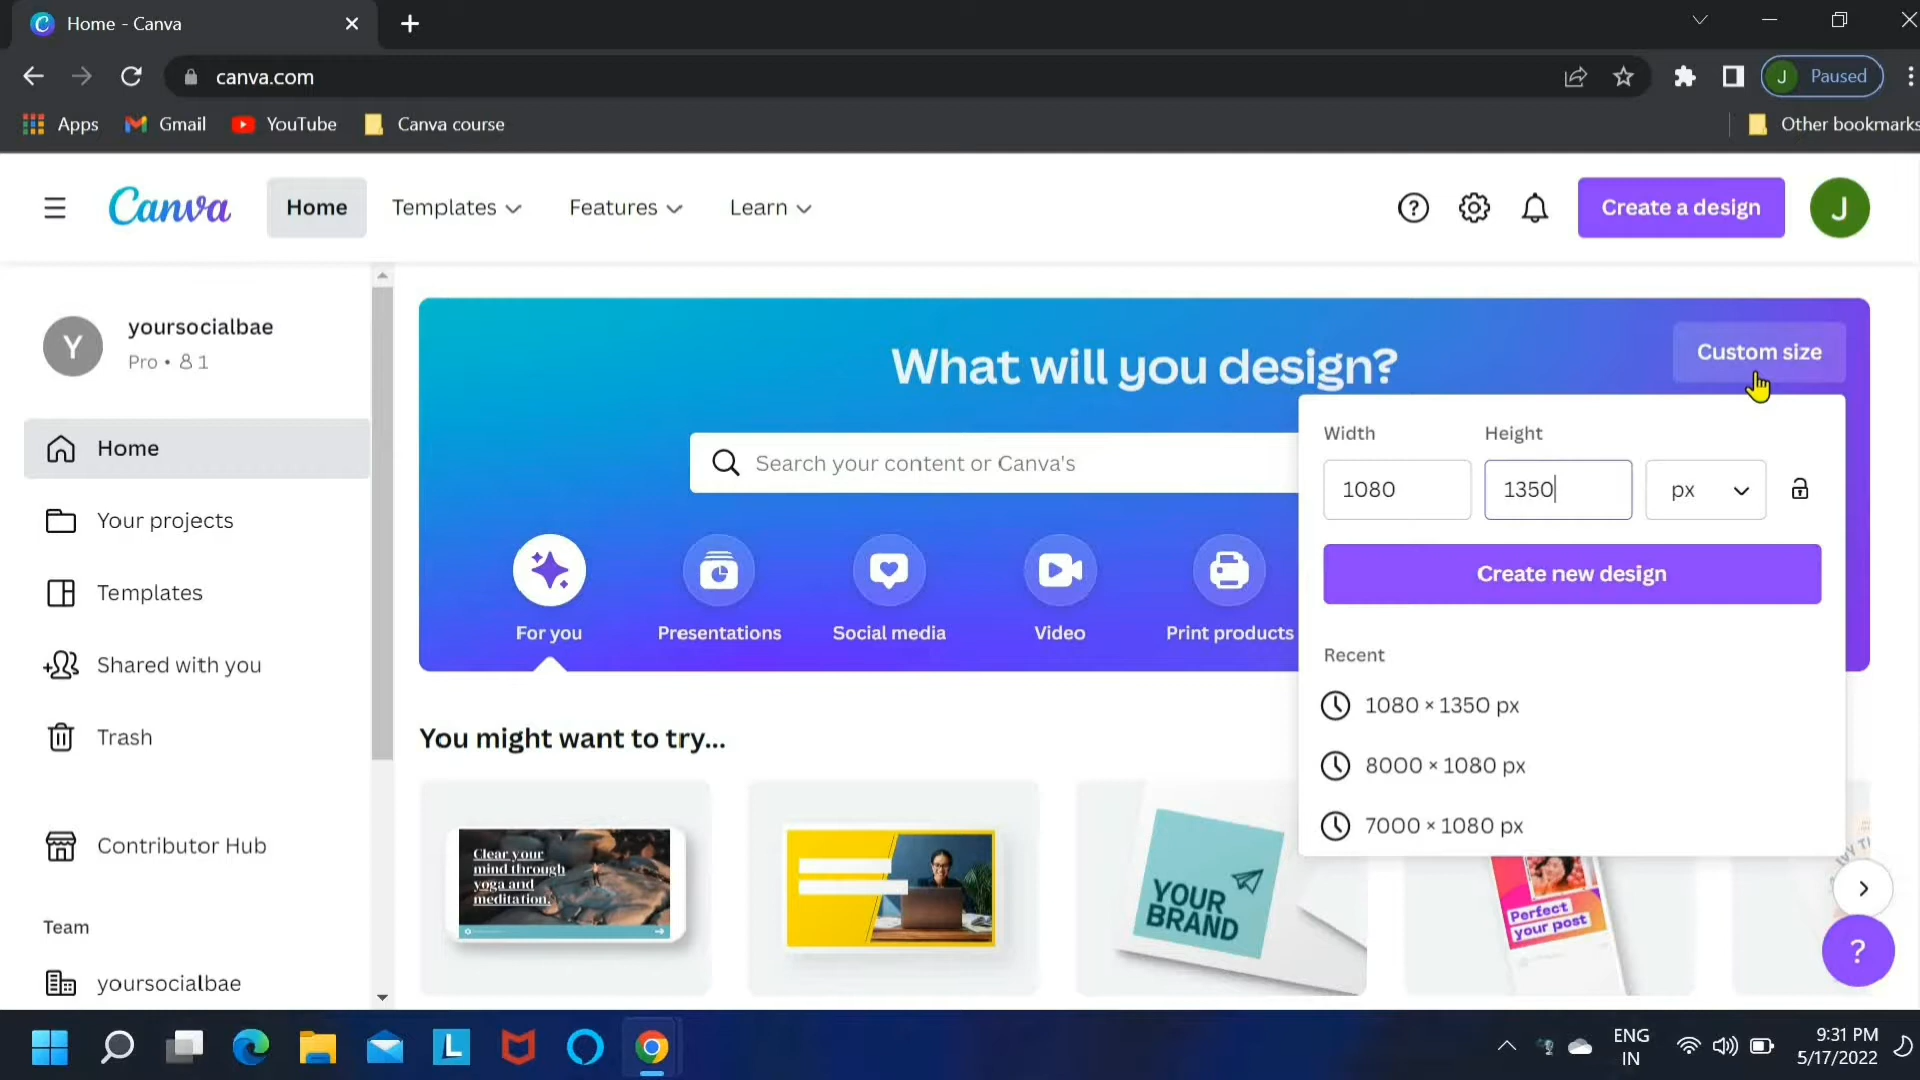 Home - Canva
canva.com
J
Paused
Apps
Gmail
YouTube
Canva course
Other bookmarks
Canva
Home
Templates
Features
Learn
Create a design
J
Y
yoursocialbae
Pro • 1
Home
Your projects
Templates
Shared with you
Trash
Contributor Hub
Team
yoursocialbae
What will you design?
Custom size
Search your content or Canva's
For you
Presentations
Social media
Video
Print products
Width
Height
1080
1350
px
Create new design
Recent
1080 × 1350 px
8000 × 1080 px
7000 × 1080 px
You might want to try...
Clear your
mind through
yoga and
meditation.
YOUR
BRAND
Perfect
your post
?
L
ENG
IN
9:31 PM
5/17/2022